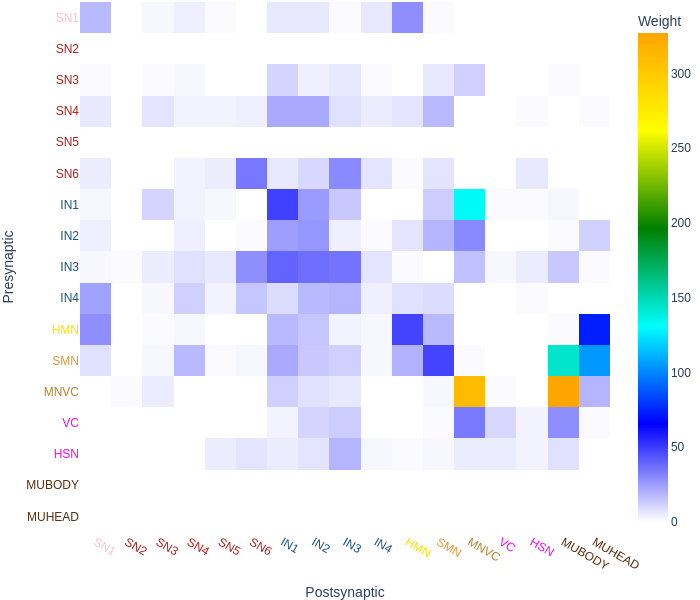 Weight
SN1
SN2
SN3
SN4
SN5
SN6
IN1
IN2
IN3
IN4
HMN
SMN
MNVC
VC
HSN
MUBODY
MUHEAD
Presynaptic
300
250
200
150
100
50
0
SN1 SN2 SN3 SN4 SN5 SN6 IN1 IN2 IN3 IN4 HMN SMN MNVC VC HSN MUBODY MUHEAD
Postsynaptic